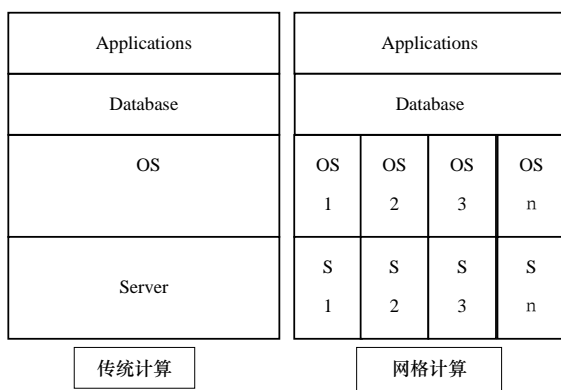 Applications
Database
OS
Server
传统计算
Applications
Database
OS OS OS OS
1 2 3 n
S S S S
1 2 3 n
网格计算